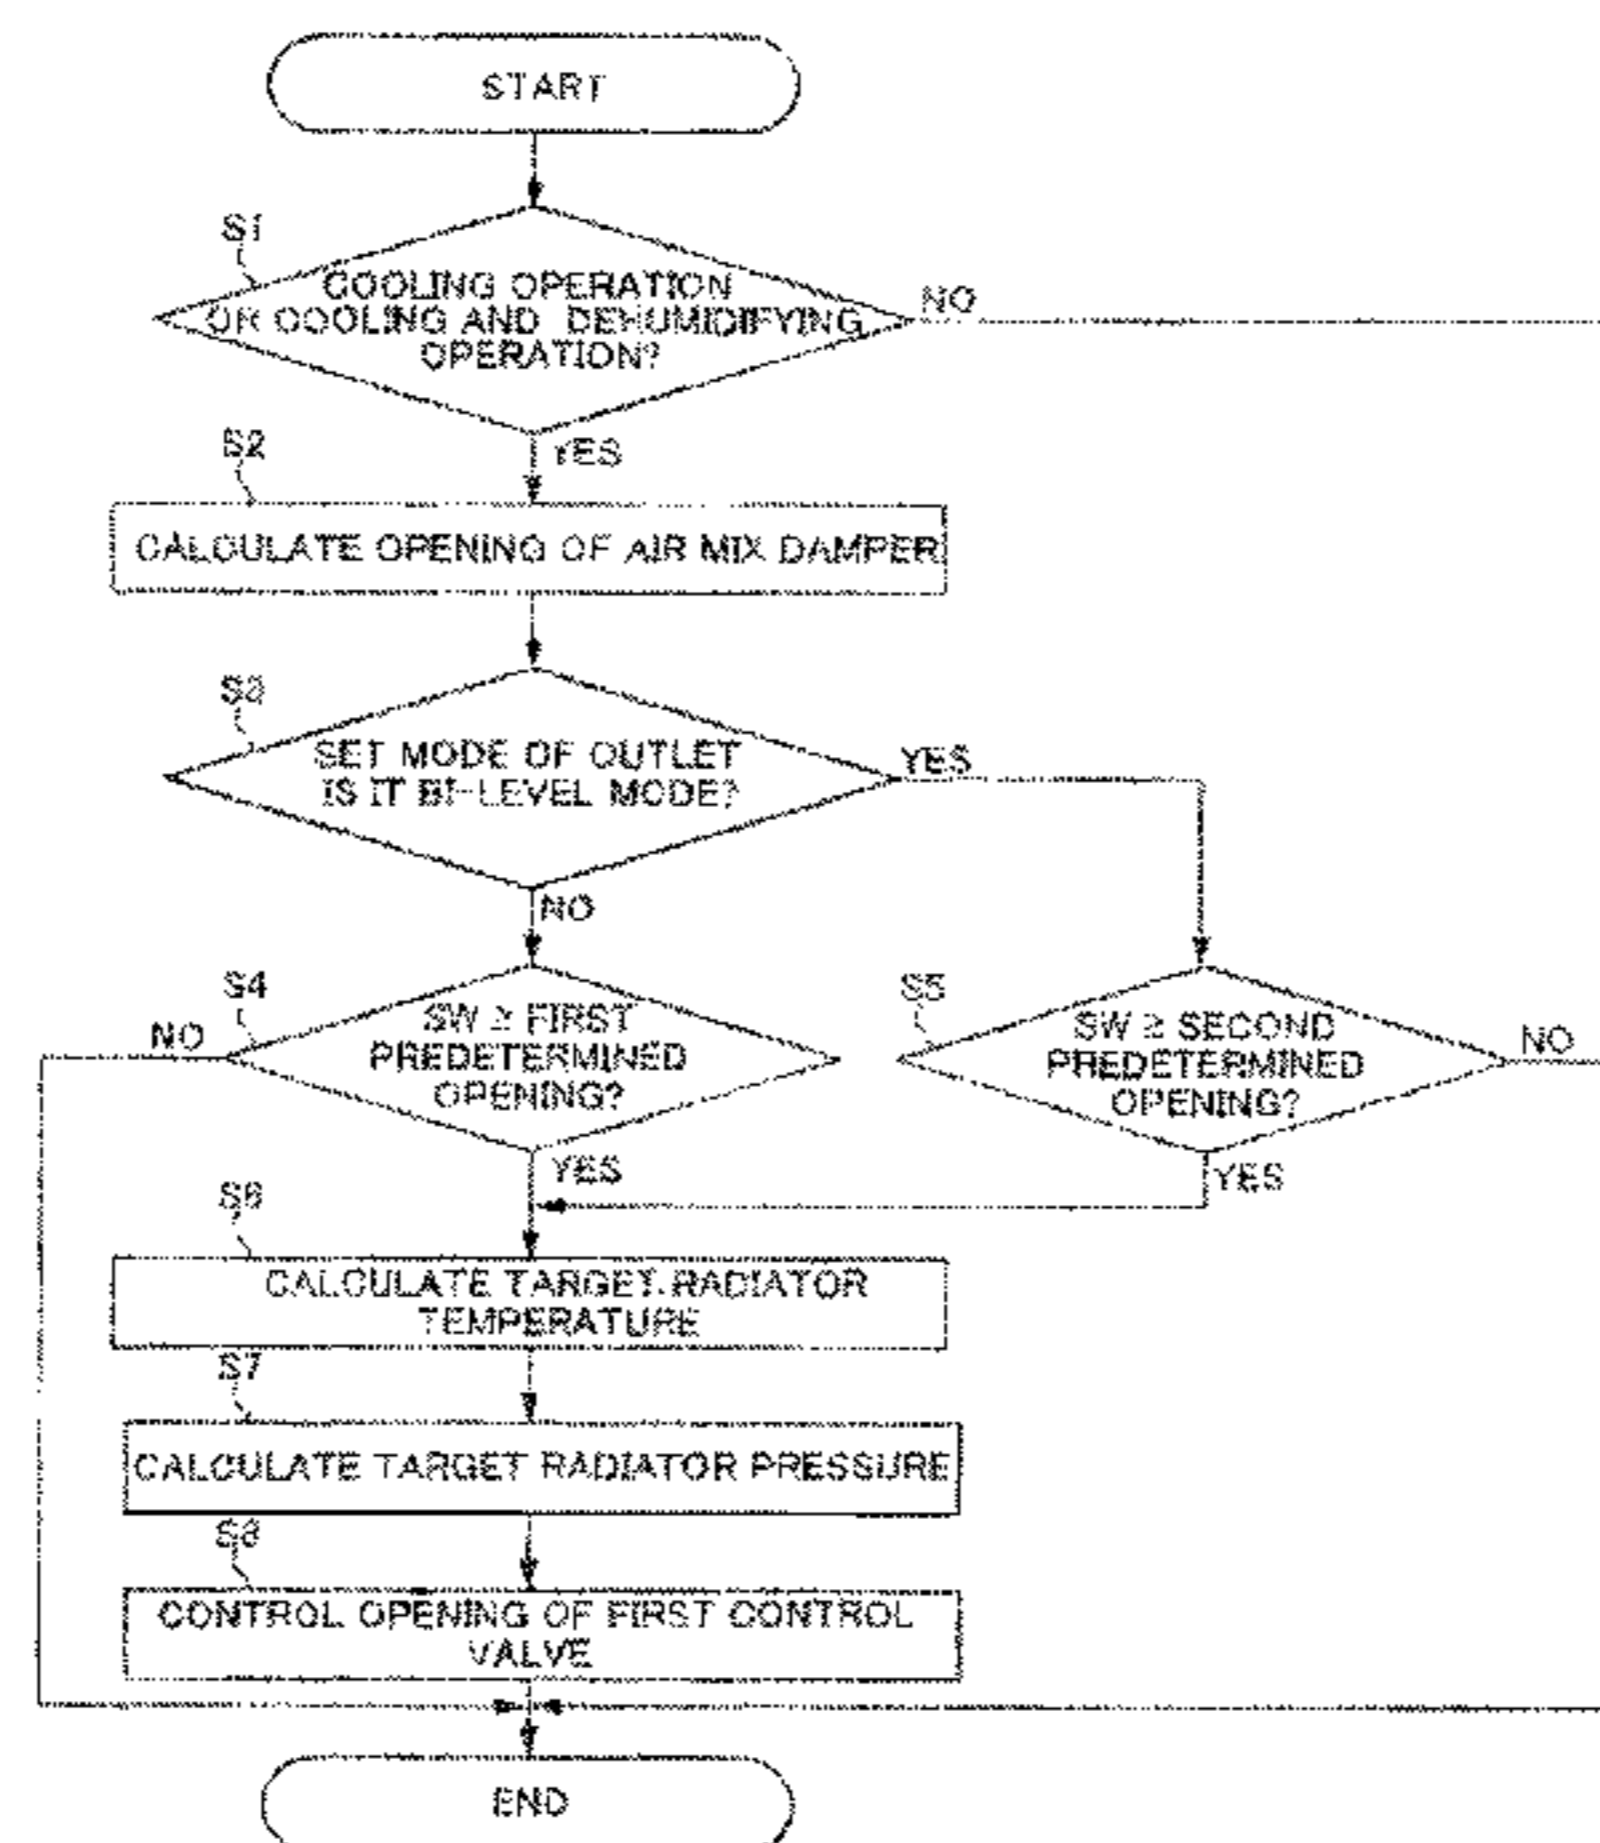 START
S1
COOLING OPERATION
OR COOLING AND DEHUMIDIFYING
OPERATION?
NO
YES
S2
CALCULATE OPENING OF AIR MIX DAMPER
S3
SET MODE OF OUTLET
IS IT BI-LEVEL MODE?
YES
NO
S4
SW ≥ FIRST
PREDETERMINED
OPENING?
NO
YES
S5
SW ≥ SECOND
PREDETERMINED
OPENING?
NO
YES
S6
CALCULATE TARGET RADIATOR
TEMPERATURE
S7
CALCULATE TARGET RADIATOR PRESSURE
S8
CONTROL OPENING OF FIRST CONTROL
VALVE
END